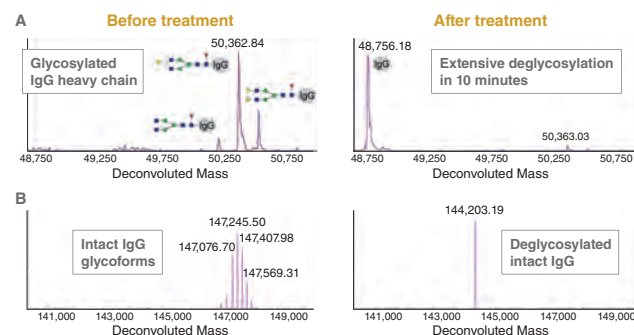 A
Before treatment
After treatment
50,362.84
Glycosylated
IgG heavy chain
IgG
IgG
IgG
48,750 49,250 49,750 50,250 50,750
Deconvoluted Mass
48,756.18
IgG
Extensive deglycosylation
in 10 minutes
50,363.03
48,750 49,250 49,750 50,250 50,750
Deconvoluted Mass
B
147,245.50
Intact IgG
glycoforms
147,076.70
147,407.98
147,569.31
141,000 143,000 145,000 147,000 149,000
Deconvoluted Mass
144,203.19
Deglycosylated
intact IgG
141,000 143,000 145,000 147,000 149,000
Deconvoluted Mass